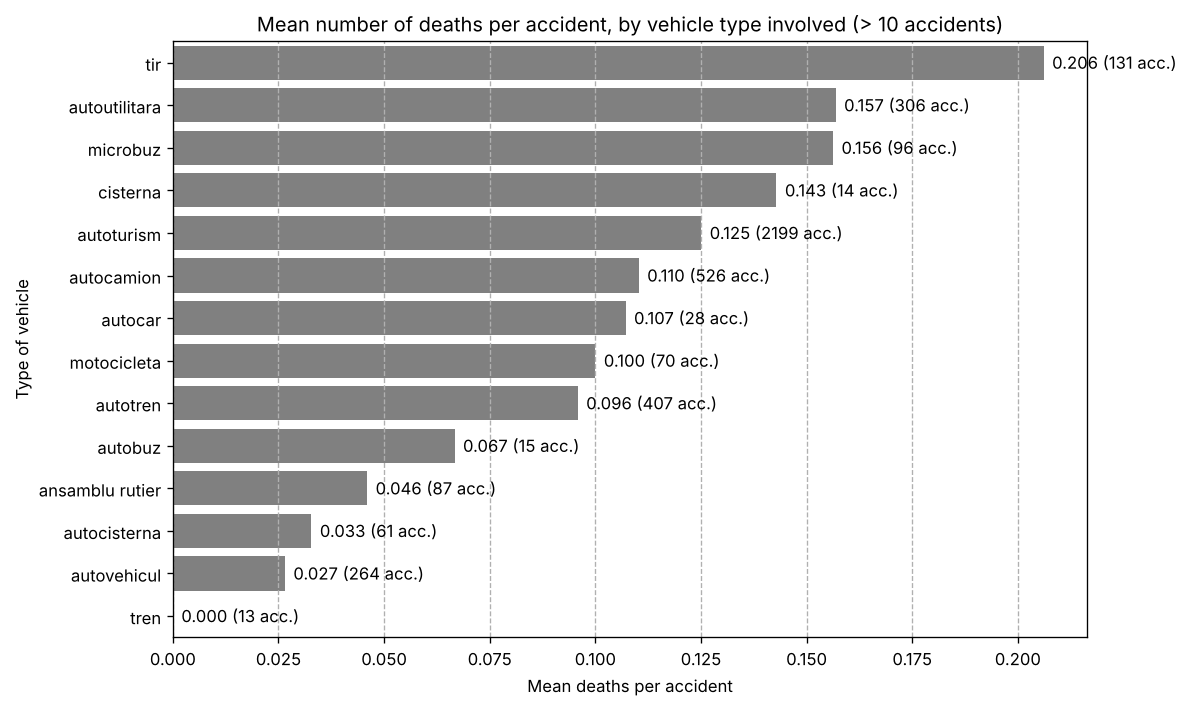 Mean number of deaths per accident, by vehicle type involved (> 10 accidents)
tir
0.206 (131 acc.)
autoutilitara
0.157 (306 acc.)
microbuz
0.156 (96 acc.)
cisterna
0.143 (14 acc.)
autoturism
0.125 (2199 acc.)
autocamion
0.110 (526 acc.)
autocar
0.107 (28 acc.)
motocicleta
0.100 (70 acc.)
autotren
0.096 (407 acc.)
autobuz
0.067 (15 acc.)
ansamblu rutier
0.046 (87 acc.)
autocisterna
0.033 (61 acc.)
autovehicul
0.027 (264 acc.)
tren
0.000 (13 acc.)
Type of vehicle
0.000 0.025 0.050 0.075 0.100 0.125 0.150 0.175 0.200
Mean deaths per accident